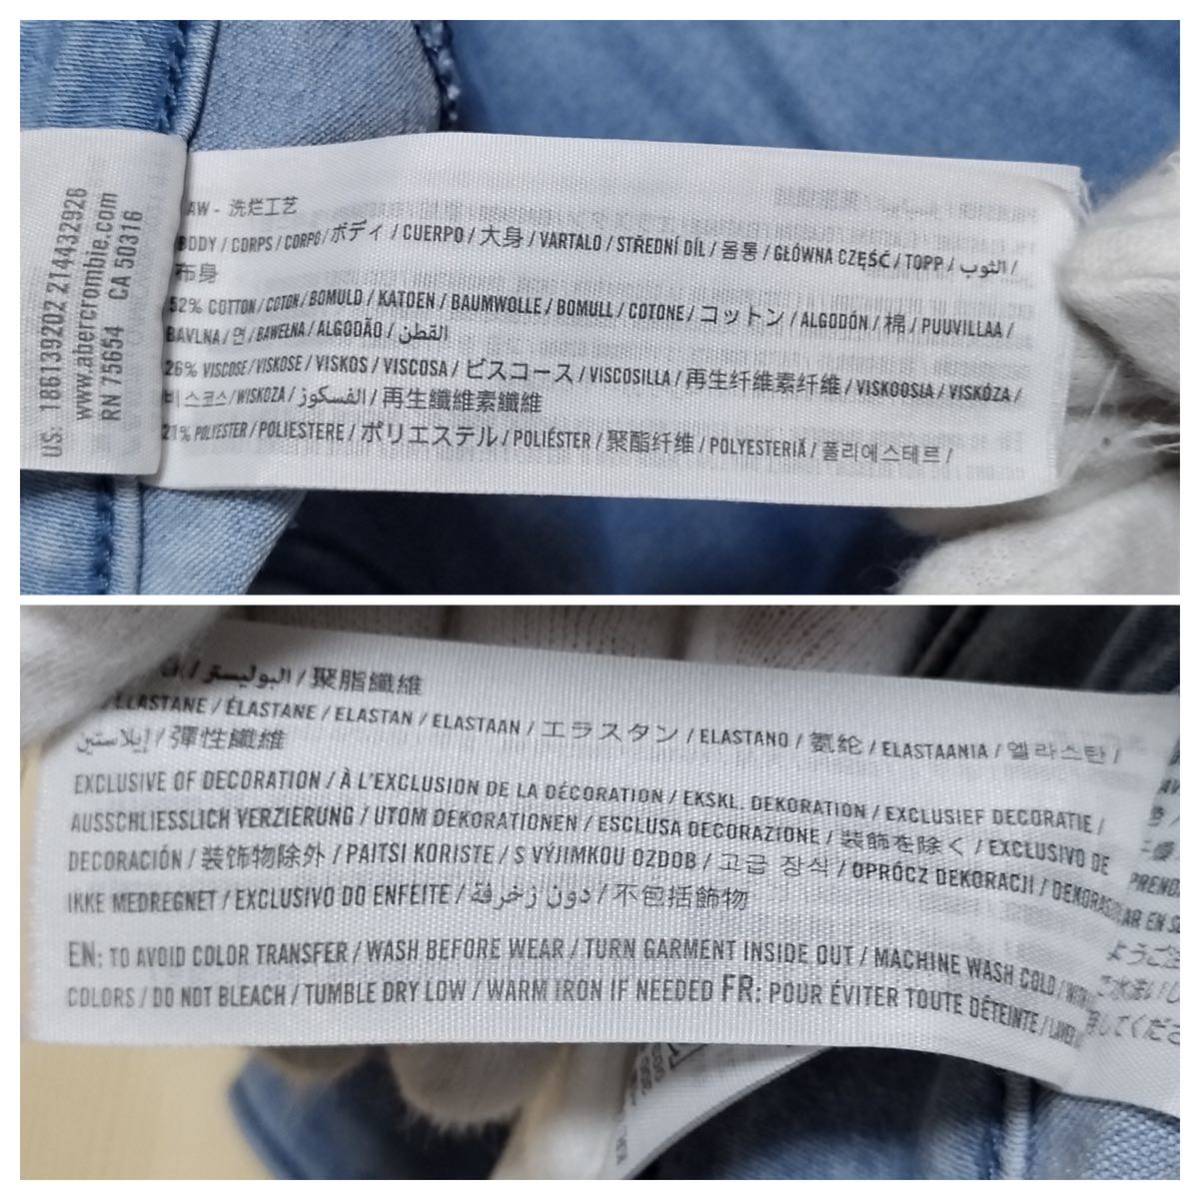 US: 186139202 214432926
www.abercrombie.com
RN 75654 CA 50316
AW - 洗烂工艺
BODY / CORPS / CORPO / ボディ / CUERPO / 大身 / VARTALO / STŘEDNÍ DÍL / 몸통 / GŁÓWNA CZĘŚĆ / TOPP / الثوب /
布身
52% COTTON / COTON / BOMULD / KATOEN / BAUMWOLLE / BOMULL / COTONE / コットン / ALGODÓN / 棉 / PUUVILLAA /
BAVLNA / 면 / BAWEŁNA / ALGODÃO / القطن
26% VISCOSE / VISKOSE / VISKOS / VISCOSA / ビスコース / VISCOSILLA / 再生纤维素纤维 / VISKOOSIA / VISKÓZA /
비스코스 / WISKOZA / الفسكوز / 再生纖維素纖維
21% POLYESTER / POLIESTERE / ポリエステル / POLIÉSTER / 聚酯纤维 / POLYESTERIÄ / 폴리에스테르 /
البوليستر / 聚脂纖維
ELASTANE / ÉLASTANE / ELASTAN / ELASTAAN / エラスタン / ELASTANO / 氨纶 / ELASTAANIA / 엘라스탄 /
إيلاستين / 彈性纖維
EXCLUSIVE OF DECORATION / À L'EXCLUSION DE LA DÉCORATION / EKSKL. DEKORATION / EXCLUSIEF DECORATIE /
AUSSCHLIESSLICH VERZIERUNG / UTOM DEKORATIONEN / ESCLUSA DECORAZIONE / 装飾を除く / EXCLUSIVO DE
DECORACIÓN / 装饰物除外 / PAITSI KORISTE / S VÝJIMKOU OZDOB / 고급 장식 / OPRÓCZ DEKORACJI / DEKORASJON
IKKE MEDREGNET / EXCLUSIVO DO ENFEITE / دون زخرفة / 不包括飾物
EN: TO AVOID COLOR TRANSFER / WASH BEFORE WEAR / TURN GARMENT INSIDE OUT / MACHINE WASH COLD /
COLORS / DO NOT BLEACH / TUMBLE DRY LOW / WARM IRON IF NEEDED FR: POUR ÉVITER TOUTE DÉTEINTE / LAVER